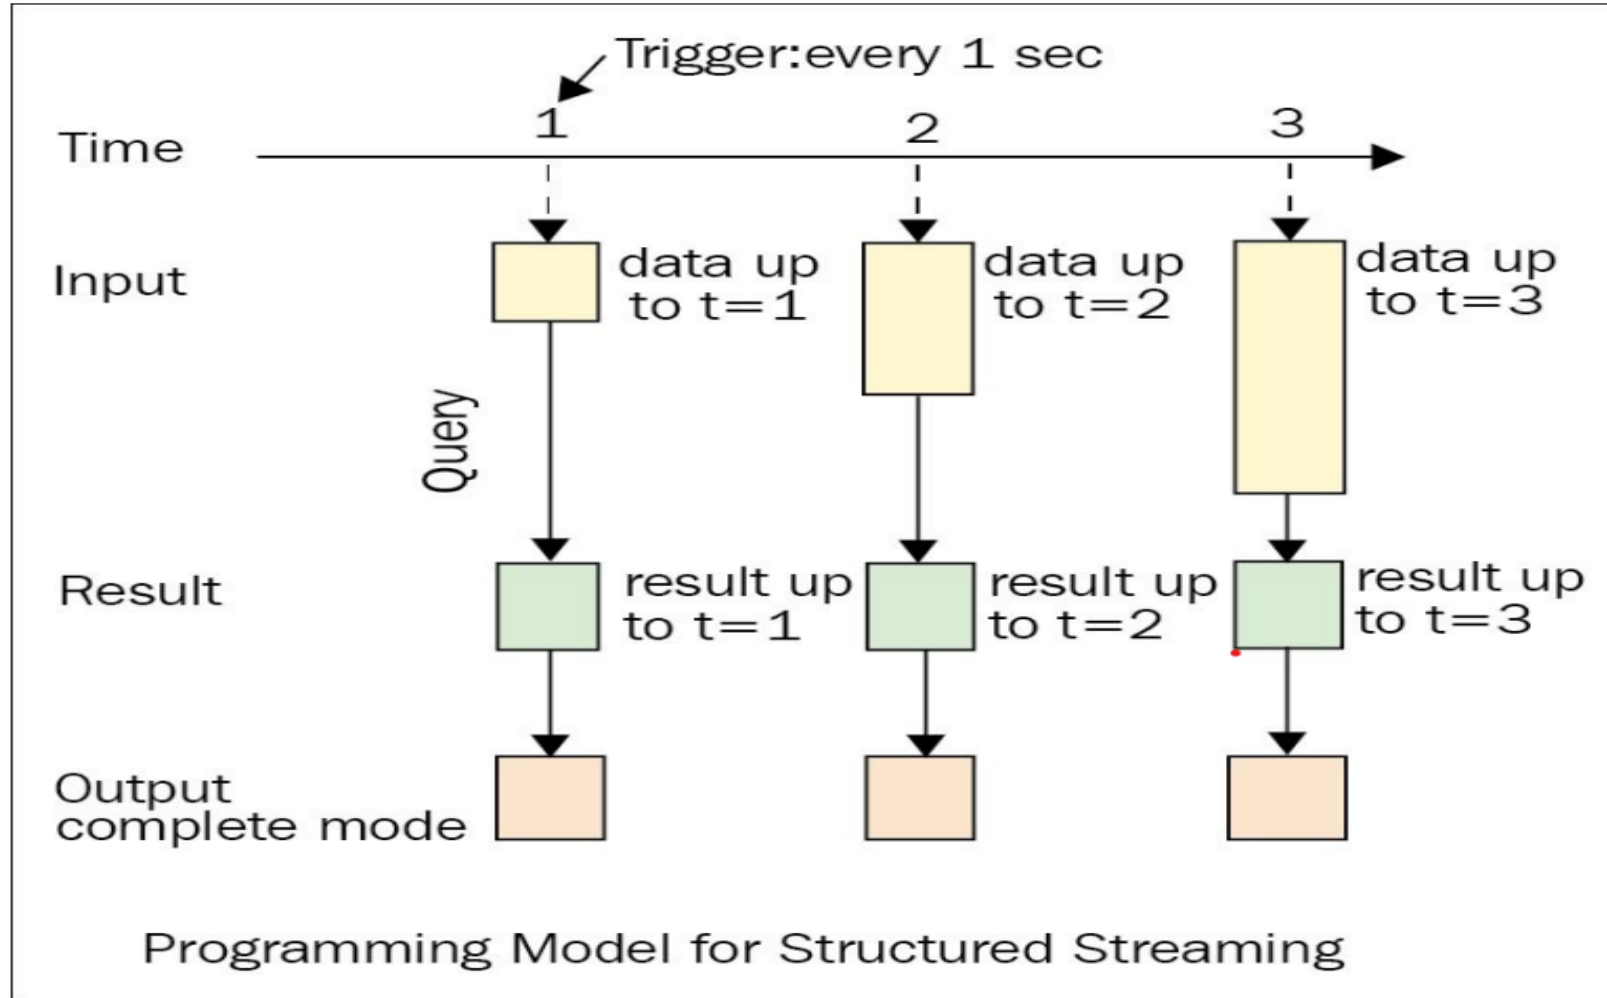 Trigger:every 1 sec
1
2
3
Time
Input
data up
to t=1
data up
to t=2
data up
to t=3
Query
Result
result up
to t=1
result up
to t=2
result up
to t=3
Output
complete mode
Programming Model for Structured Streaming